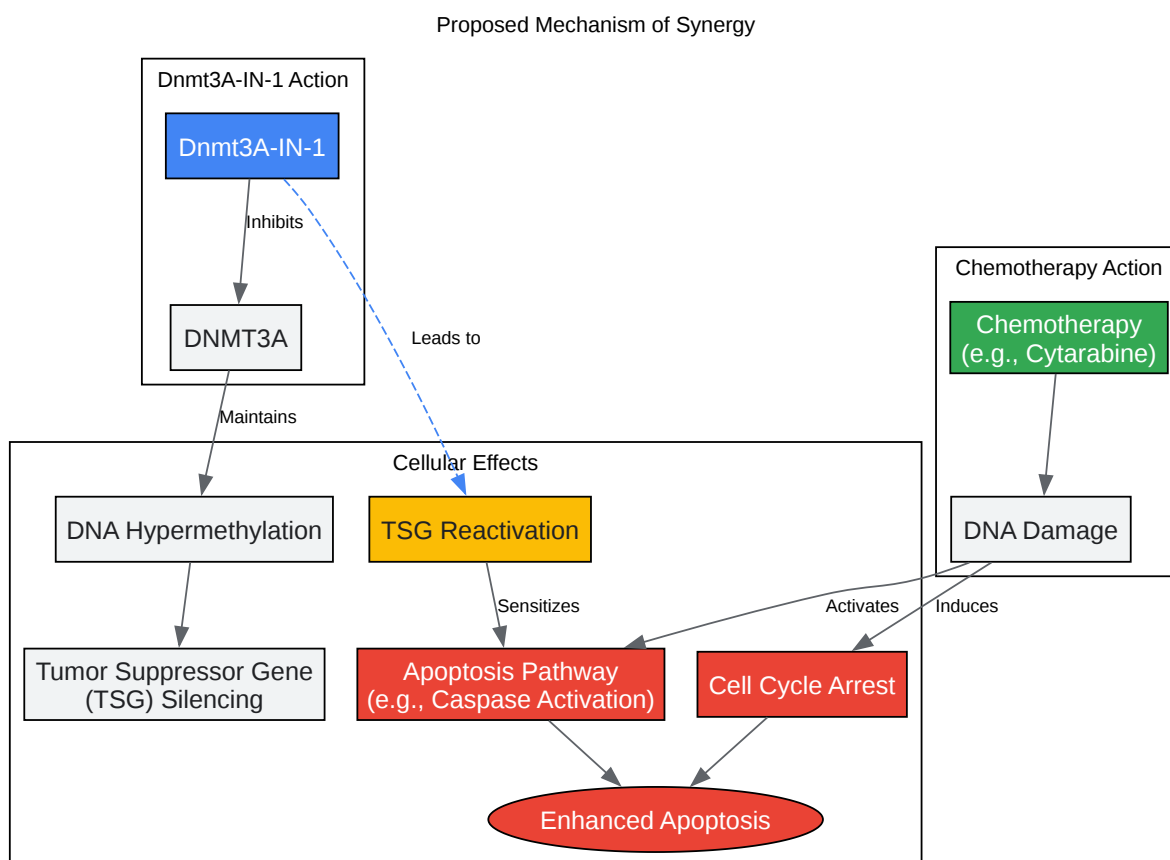 Proposed Mechanism of Synergy
Dnmt3A-IN-1 Action
Dnmt3A-IN-1
Inhibits
DNMT3A
Leads to
Maintains
Chemotherapy Action
Chemotherapy
(e.g., Cytarabine)
DNA Damage
Cellular Effects
DNA Hypermethylation
TSG Reactivation
Sensitizes
Activates
Induces
Tumor Suppressor Gene
(TSG) Silencing
Apoptosis Pathway
(e.g., Caspase Activation)
Cell Cycle Arrest
Enhanced Apoptosis